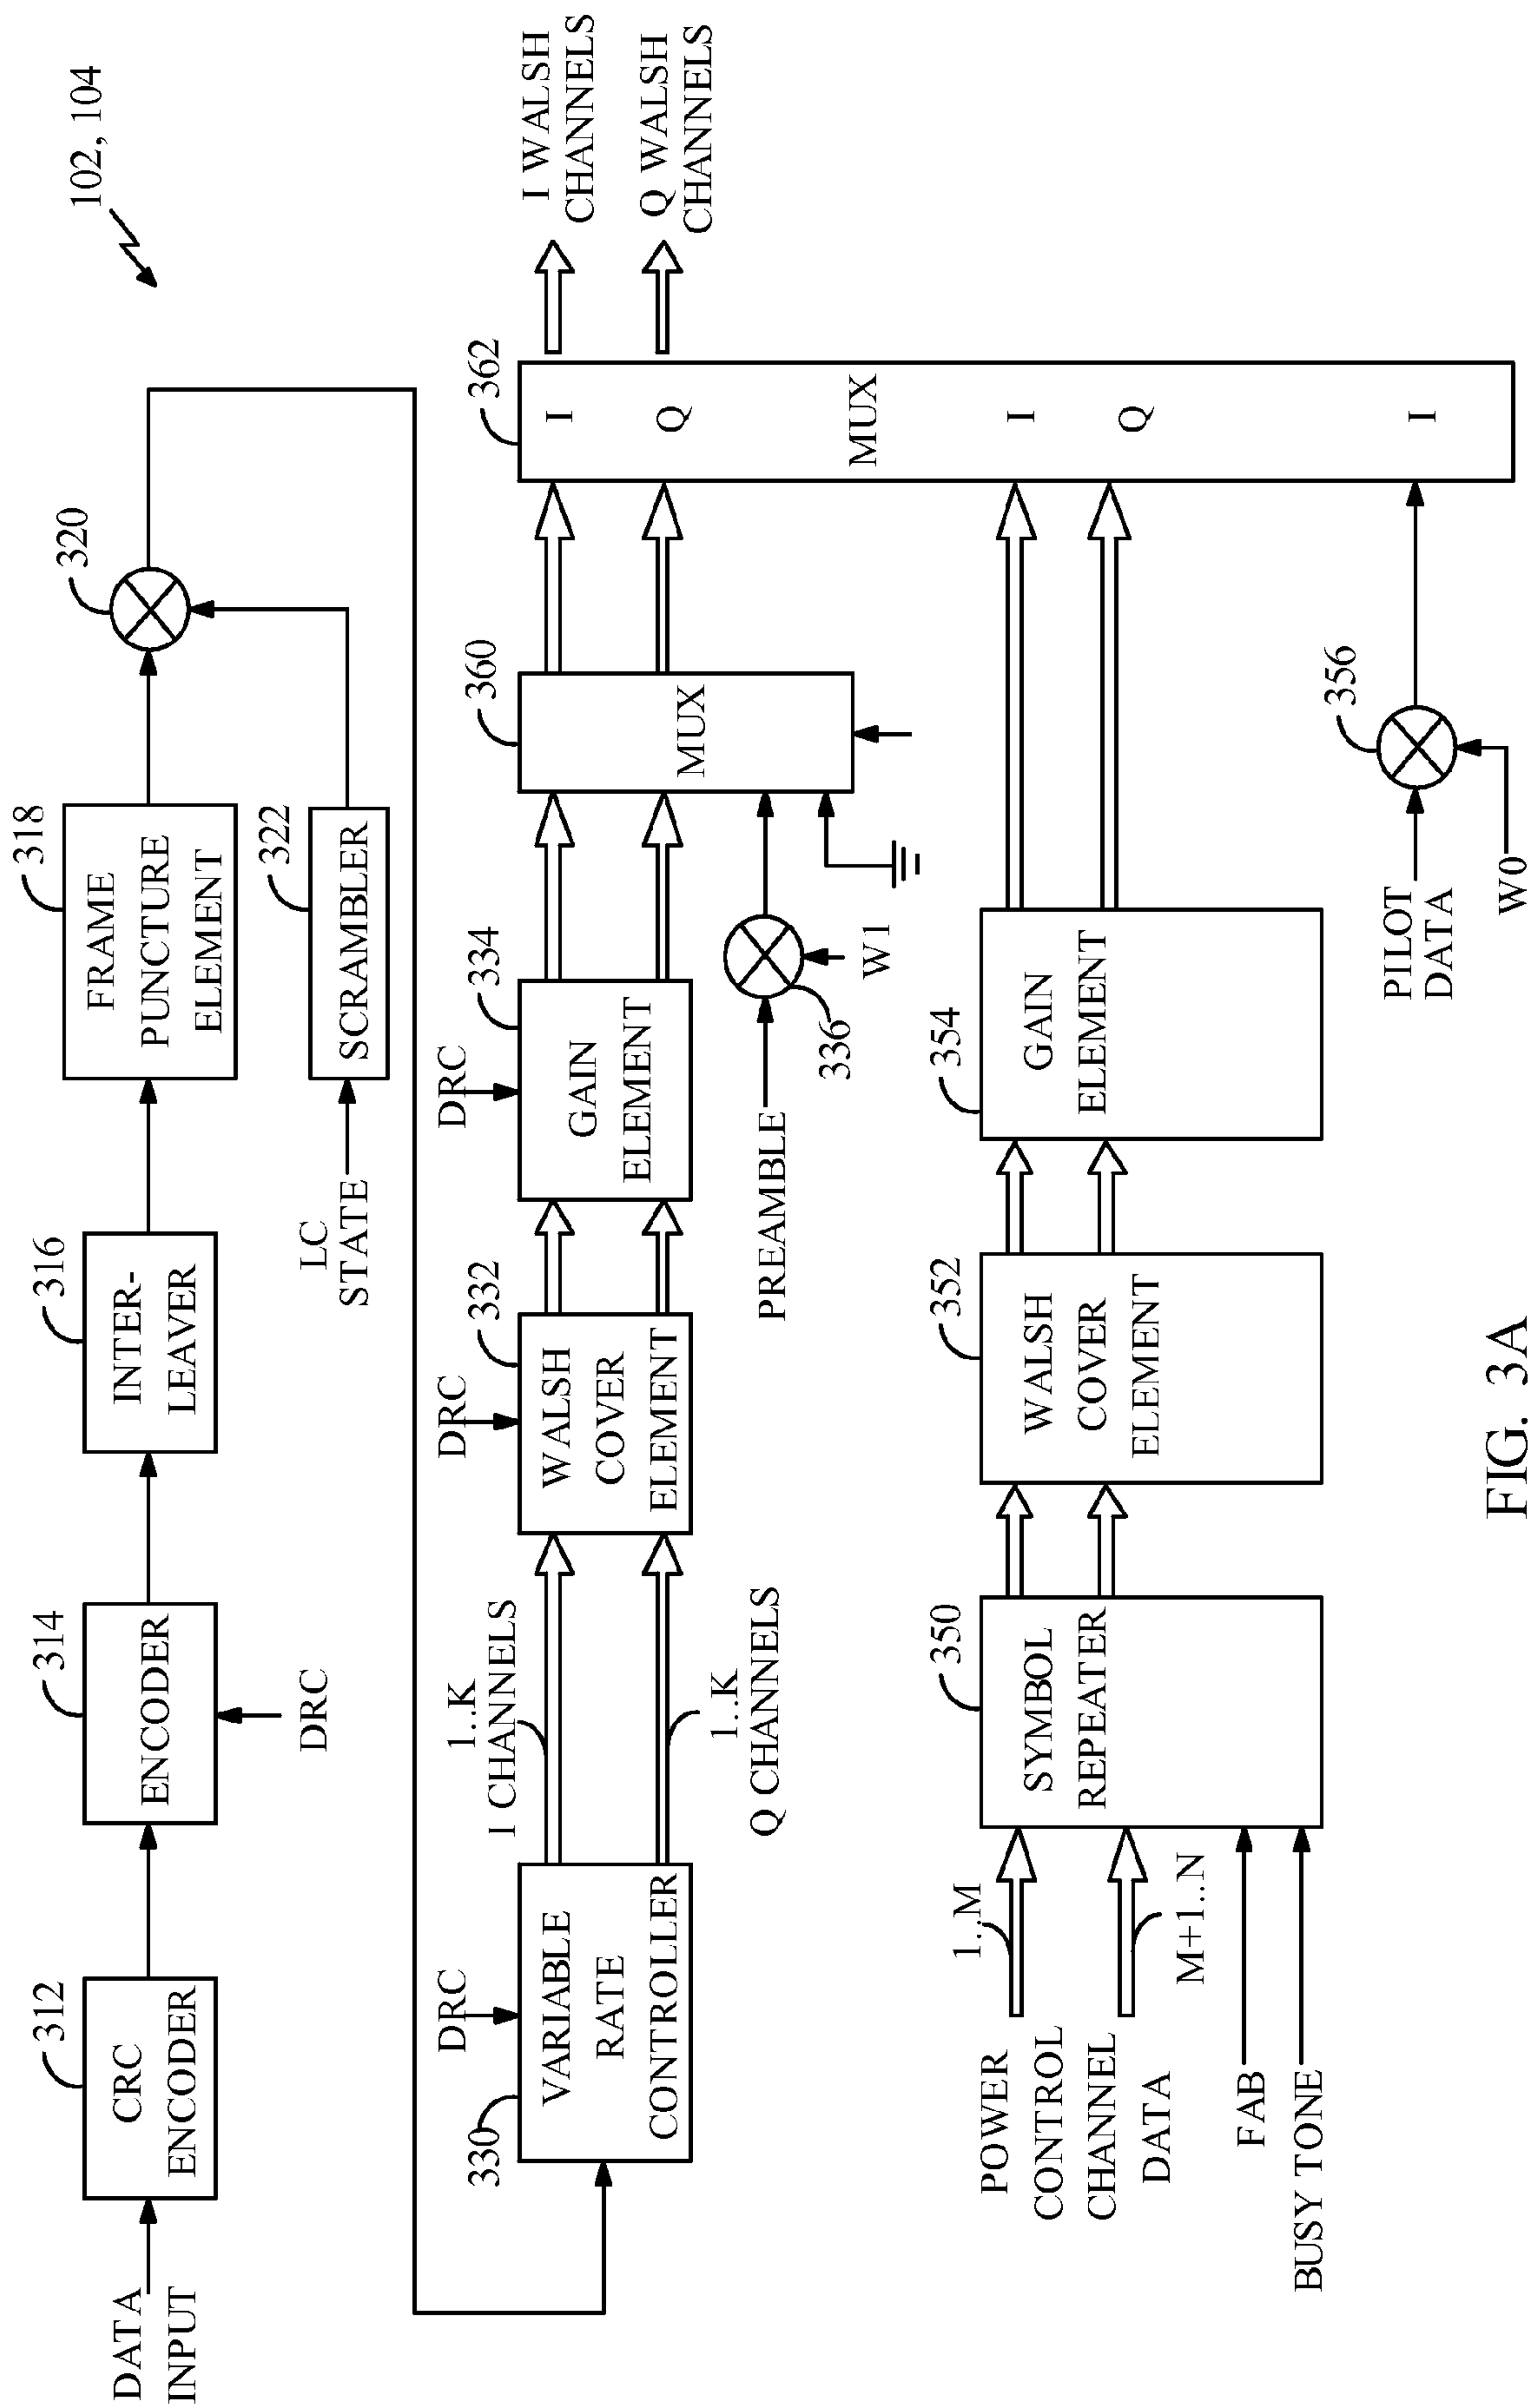 102, 104
DATA
INPUT
312
CRC
ENCODER
314
ENCODER
DRC
316
INTER-
LEAVER
318
FRAME
PUNCTURE
ELEMENT
320
322
SCRAMBLER
LC
STATE
330
DRC
VARIABLE
RATE
CONTROLLER
1..K
I CHANNELS
1..K
Q CHANNELS
DRC
332
WALSH
COVER
ELEMENT
DRC
334
GAIN
ELEMENT
PREAMBLE
336
W1
360
MUX
362
I
Q
MUX
I
Q
I
I WALSH
CHANNELS
Q WALSH
CHANNELS
POWER
CONTROL
CHANNEL
DATA
1..M
M+1..N
FAB
BUSY TONE
350
SYMBOL
REPEATER
352
WALSH
COVER
ELEMENT
354
GAIN
ELEMENT
PILOT
DATA
356
W0
FIG. 3A